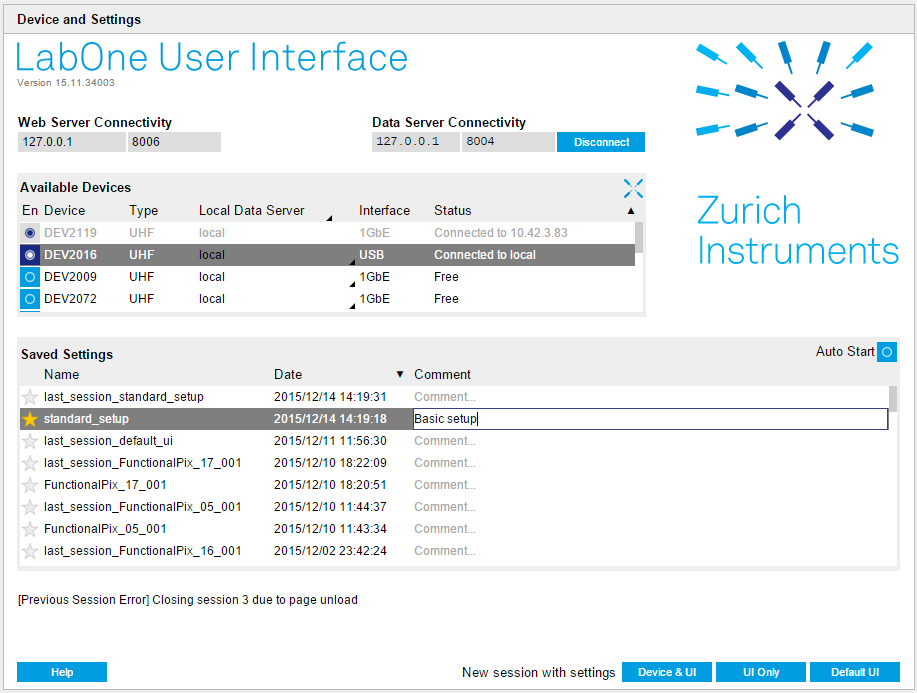 Device and Settings
LabOne User Interface
Version 15.11.34003
Web Server Connectivity
127.0.0.1 8006
Data Server Connectivity
127.0.0.1 8004 Disconnect
Zurich
Instruments
Available Devices
En Device Type Local Data Server Interface Status
DEV2119 UHF local 1GbE Connected to 10.42.3.83
DEV2016 UHF local USB Connected to local
DEV2009 UHF local 1GbE Free
DEV2072 UHF local 1GbE Free
Saved Settings Auto Start
Name Date Comment
last_session_standard_setup 2015/12/14 14:19:31 Comment...
standard_setup 2015/12/14 14:19:18 Basic setup
last_session_default_ui 2015/12/11 11:56:30 Comment...
last_session_FunctionalPix_17_001 2015/12/10 18:22:09 Comment...
FunctionalPix_17_001 2015/12/10 18:20:51 Comment...
last_session_FunctionalPix_05_001 2015/12/10 11:44:37 Comment...
FunctionalPix_05_001 2015/12/10 11:43:34 Comment...
last_session_FunctionalPix_16_001 2015/12/02 23:42:24 Comment...
[Previous Session Error] Closing session 3 due to page unload
Help New session with settings Device & UI UI Only Default UI